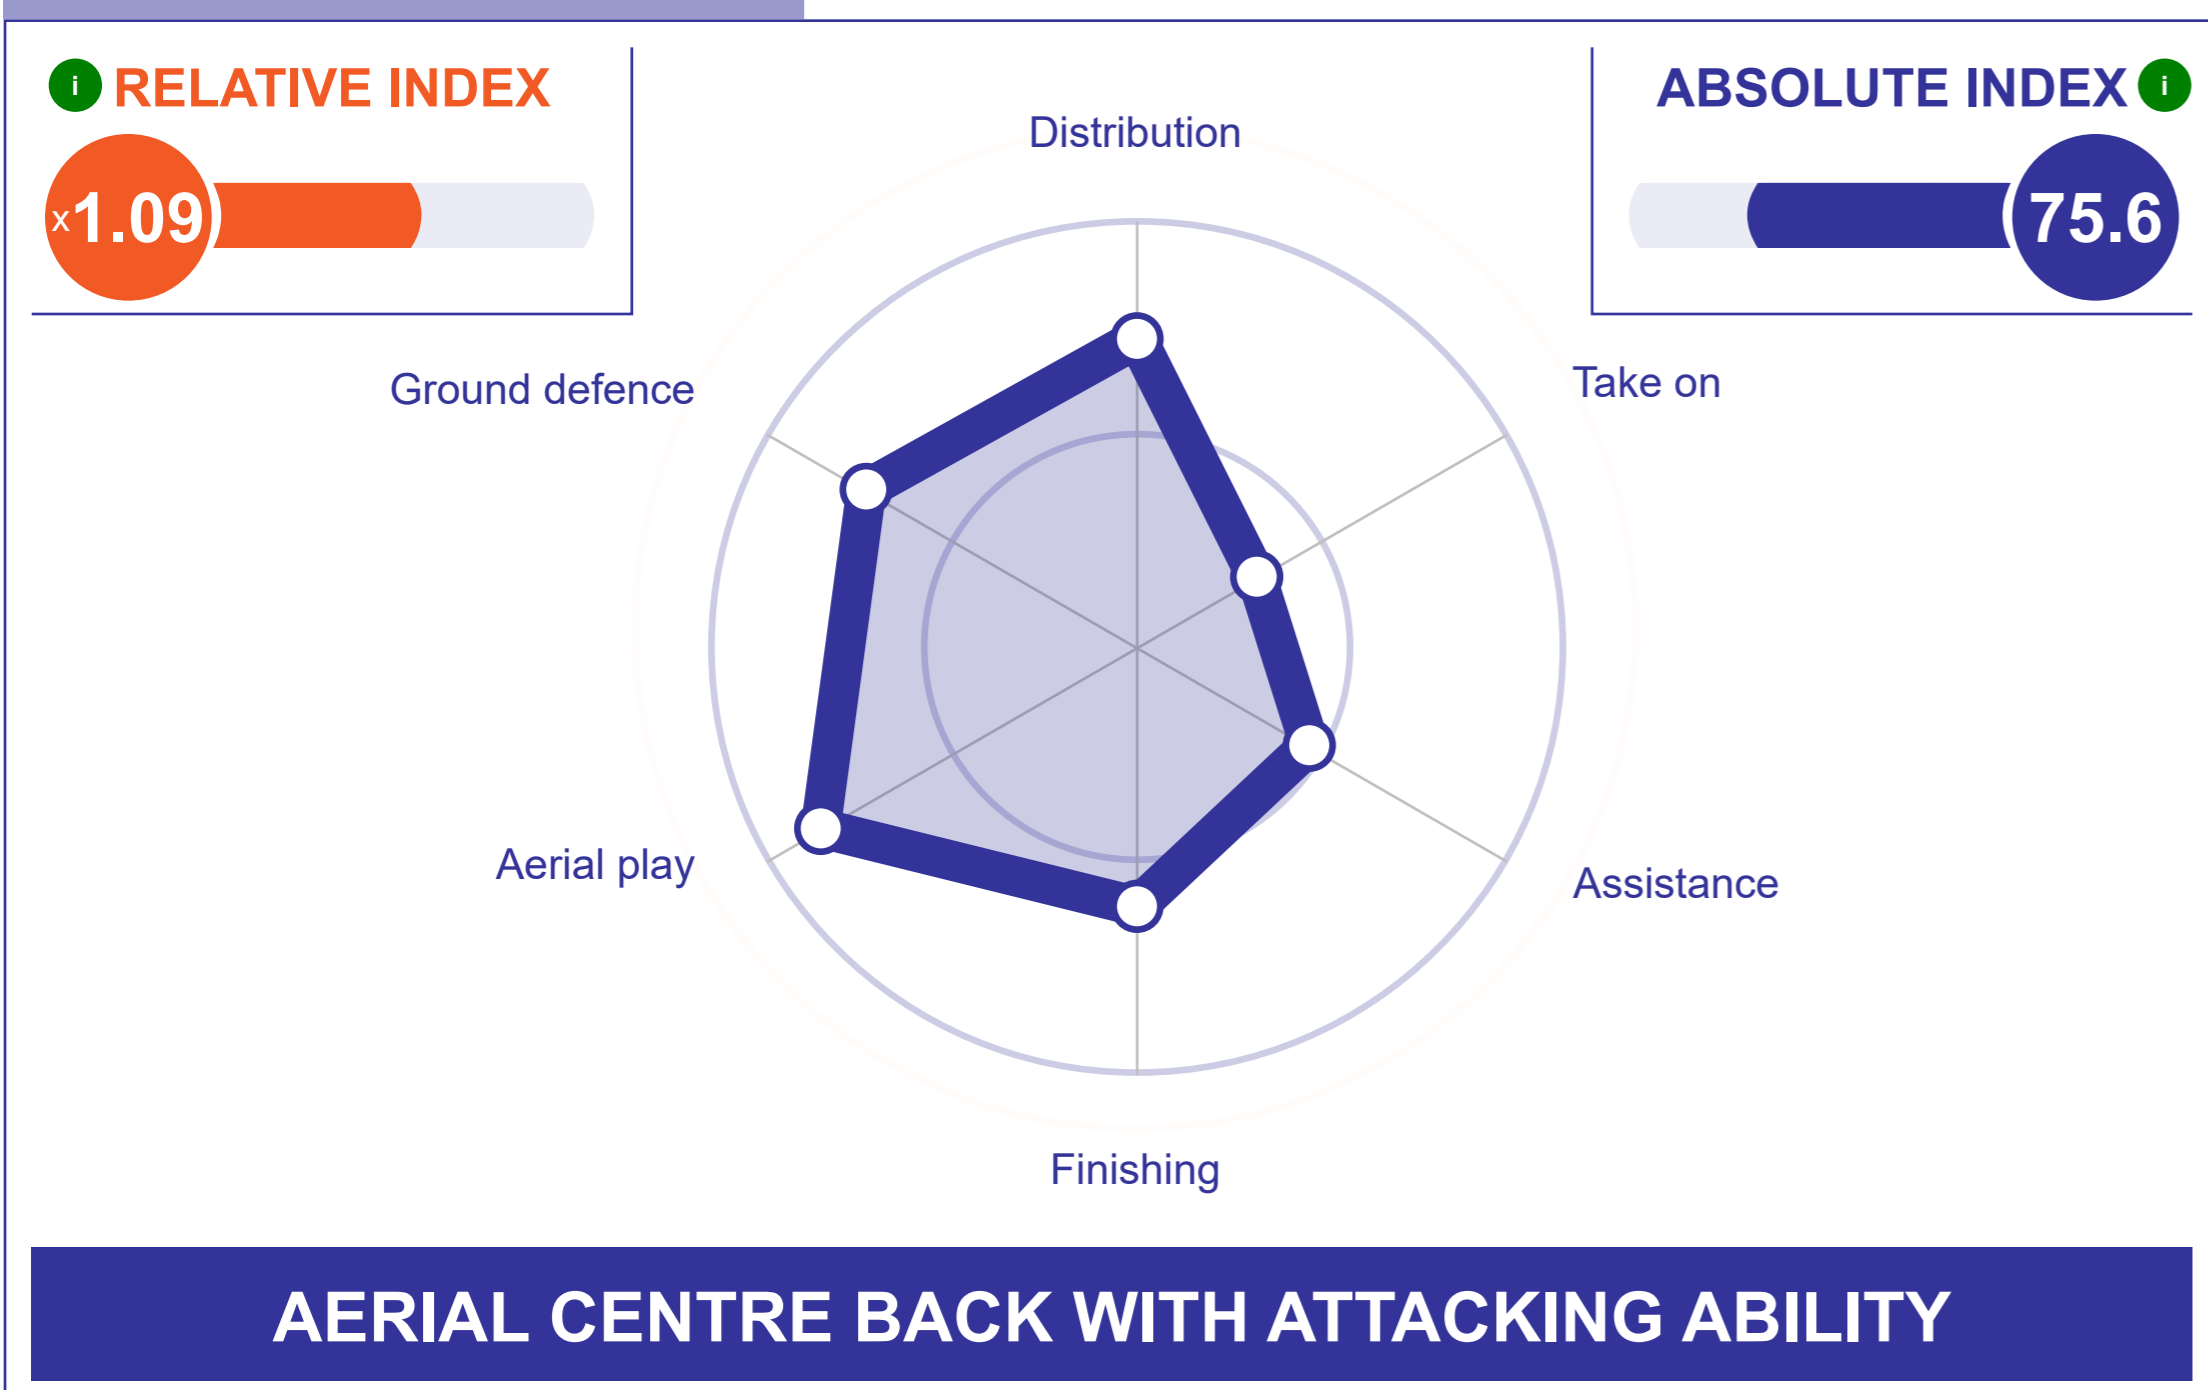 i RELATIVE INDEX
ABSOLUTE INDEX i
x1.09
75.6
Distribution
Take on
Ground defence
Aerial play
Assistance
Finishing
AERIAL CENTRE BACK WITH ATTACKING ABILITY